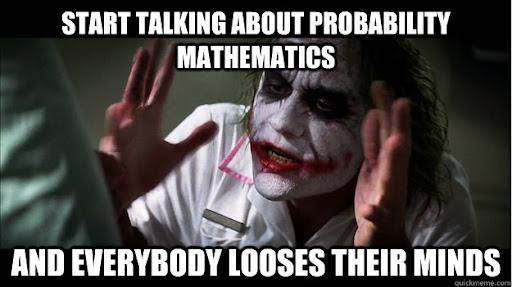 START TALKING ABOUT PROBABILITY
MATHEMATICS
AND EVERYBODY LOOSES THEIR MINDS
quickmeme.com